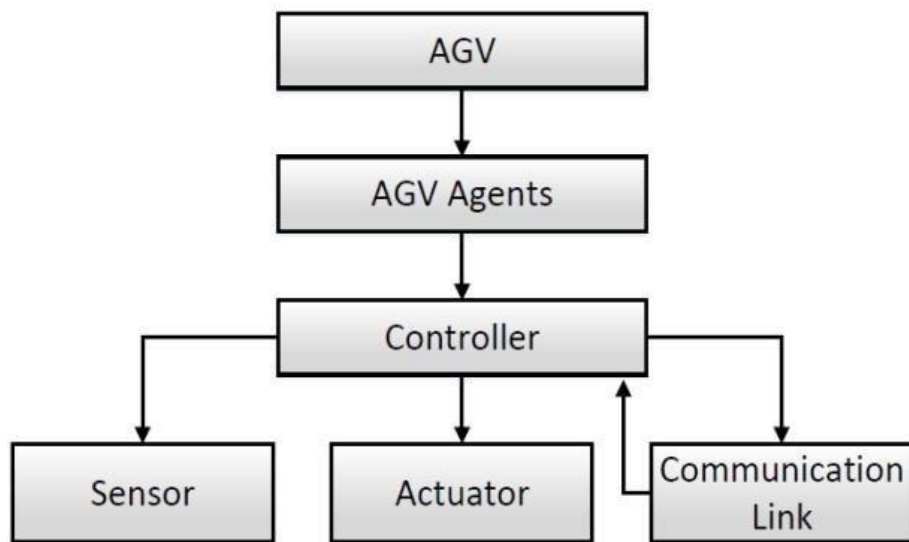 AGV
AGV Agents
Controller
Sensor
Actuator
Communication
Link